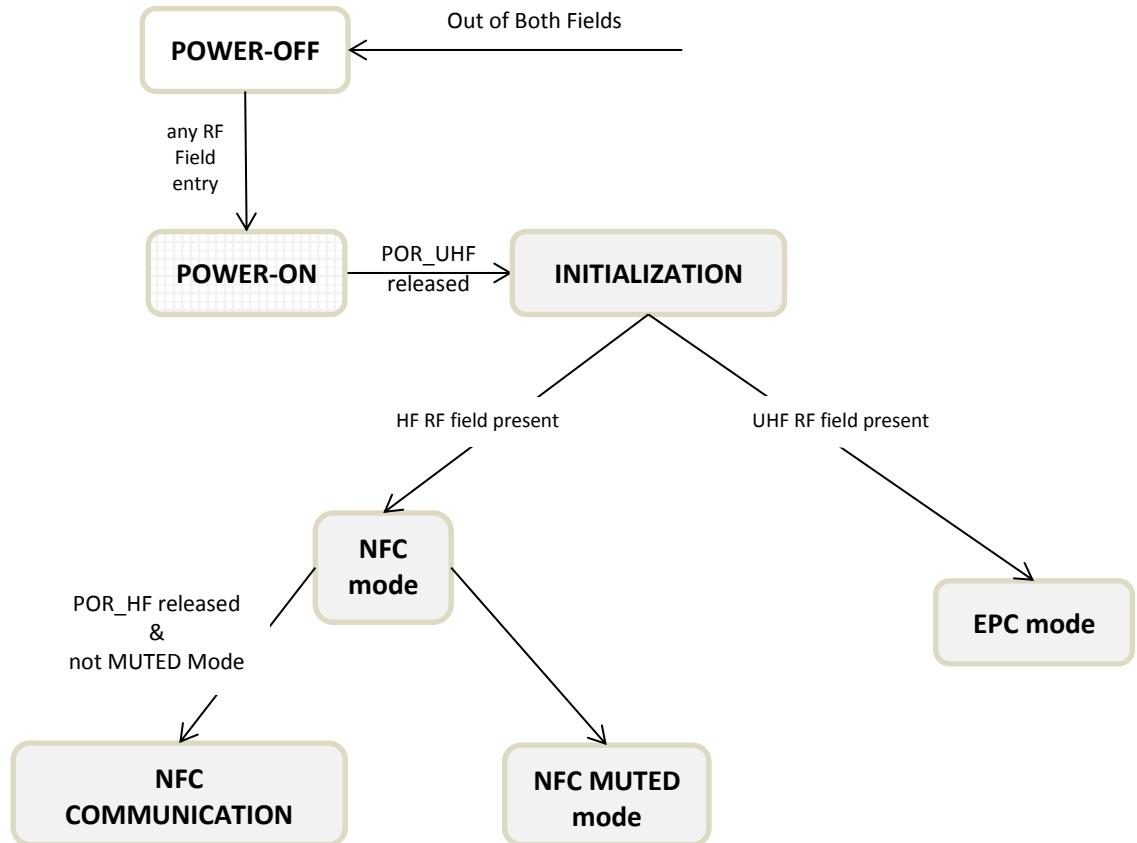 Out of Both Fields
POWER-OFF
any RF
Field
entry
POWER-ON
POR_UHF
released
INITIALIZATION
HF RF field present
UHF RF field present
NFC
mode
POR_HF released
&
not MUTED Mode
EPC mode
NFC
COMMUNICATION
NFC MUTED
mode